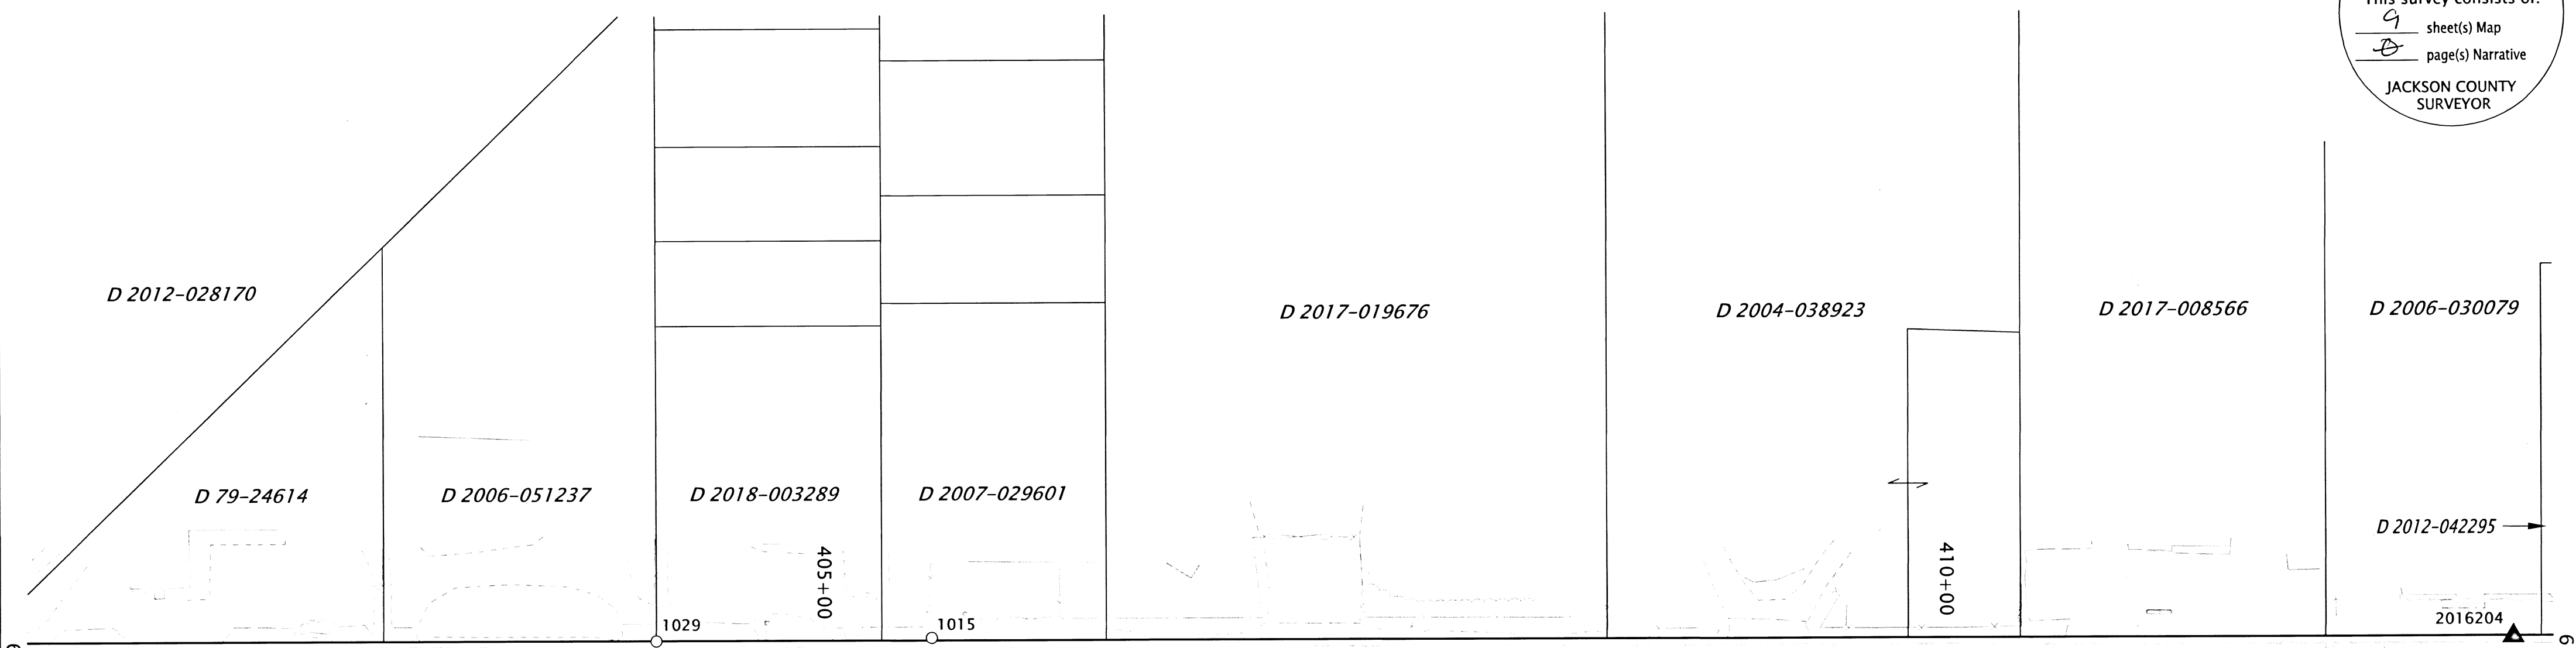 This survey consists of:
9 sheet(s) Map
0 page(s) Narrative
JACKSON COUNTY
SURVEYOR
D 2012-028170
D 2017-019676
D 2004-038923
D 2017-008566
D 2006-030079
D 79-24614
D 2006-051237
D 2018-003289
D 2007-029601
D 2012-042295
405+00
410+00
1029
1015
2016204